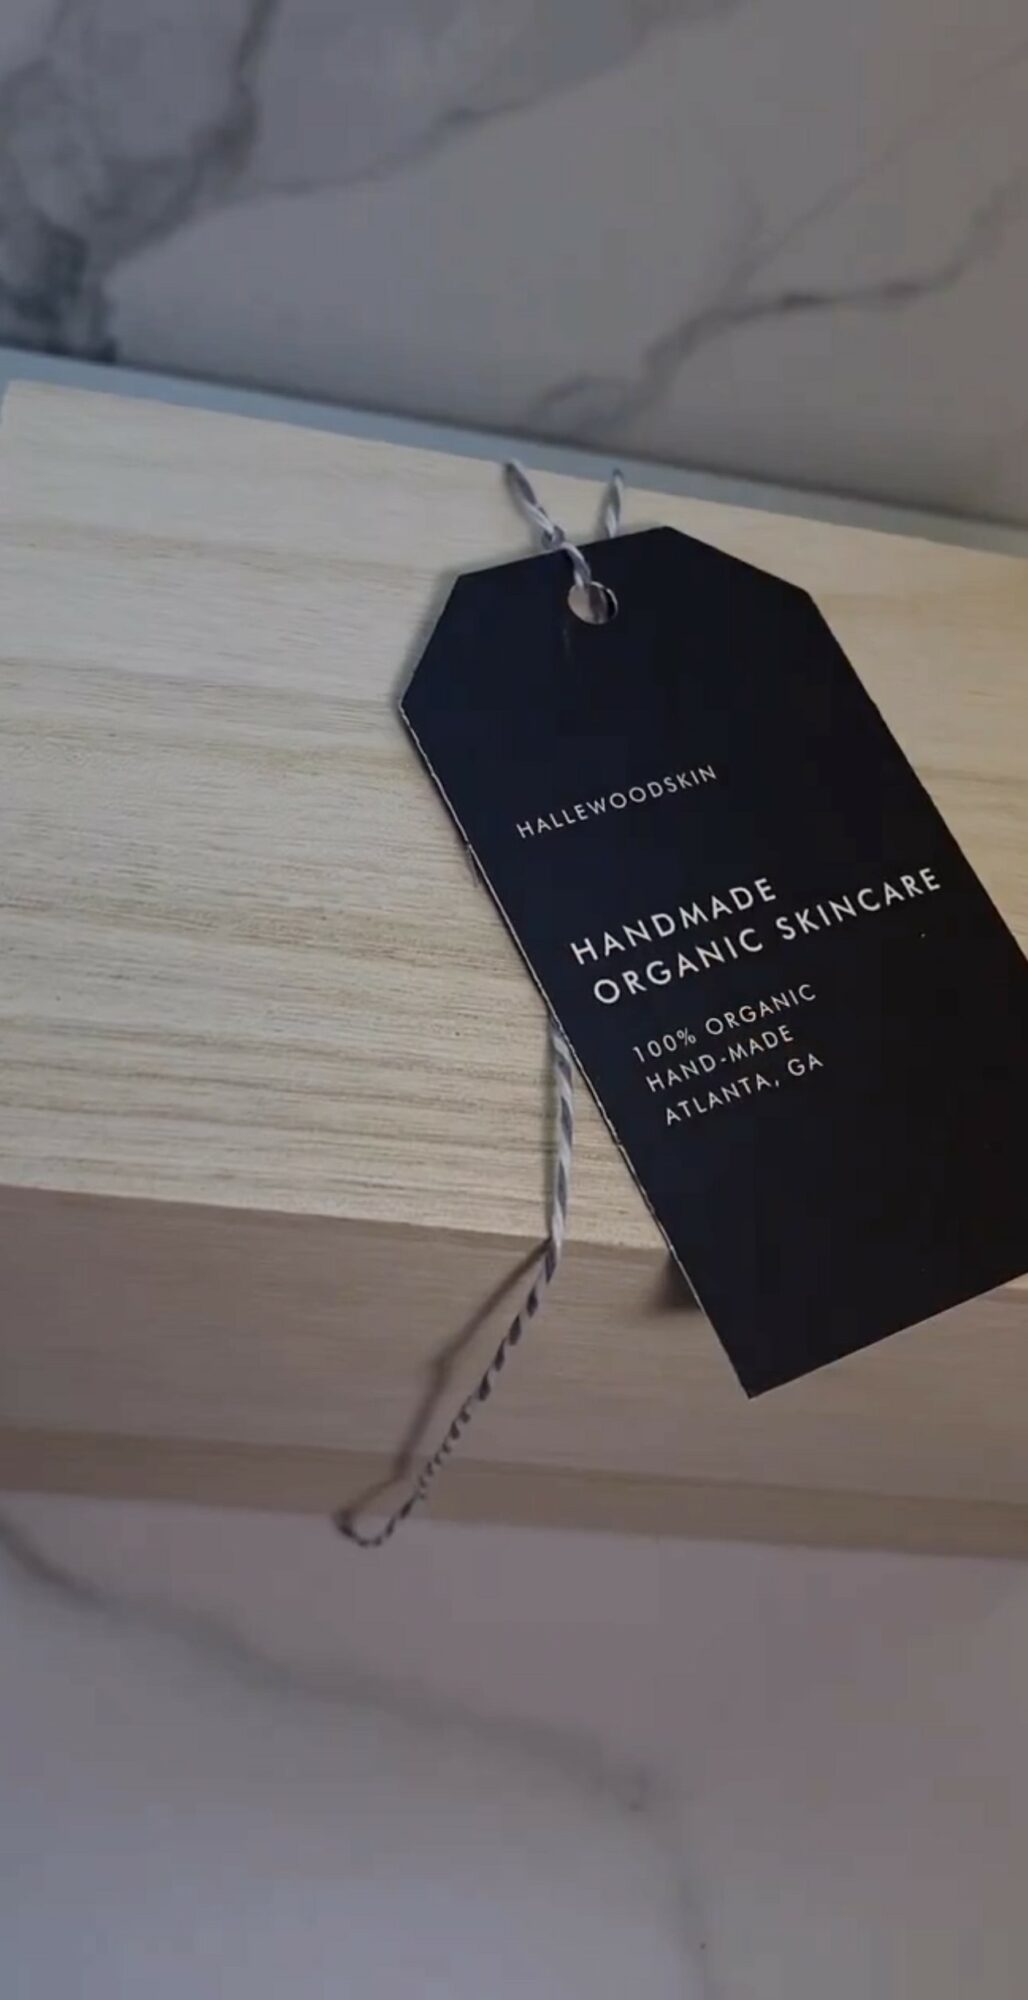 HALLEWOODSKIN
HANDMADE
ORGANIC SKINCARE
100% ORGANIC
HAND-MADE
ATLANTA, GA